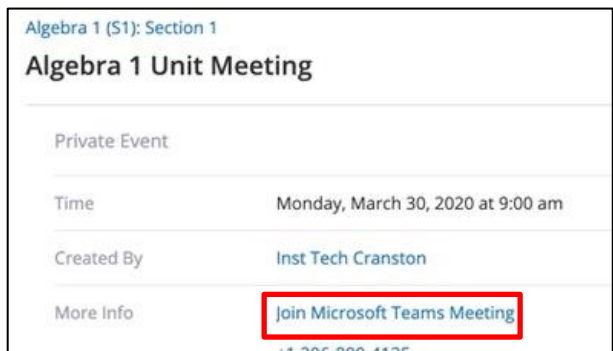 Algebra 1 (S1): Section 1
Algebra 1 Unit Meeting
Private Event
Time Monday, March 30, 2020 at 9:00 am
Created By Inst Tech Cranston
More Info Join Microsoft Teams Meeting